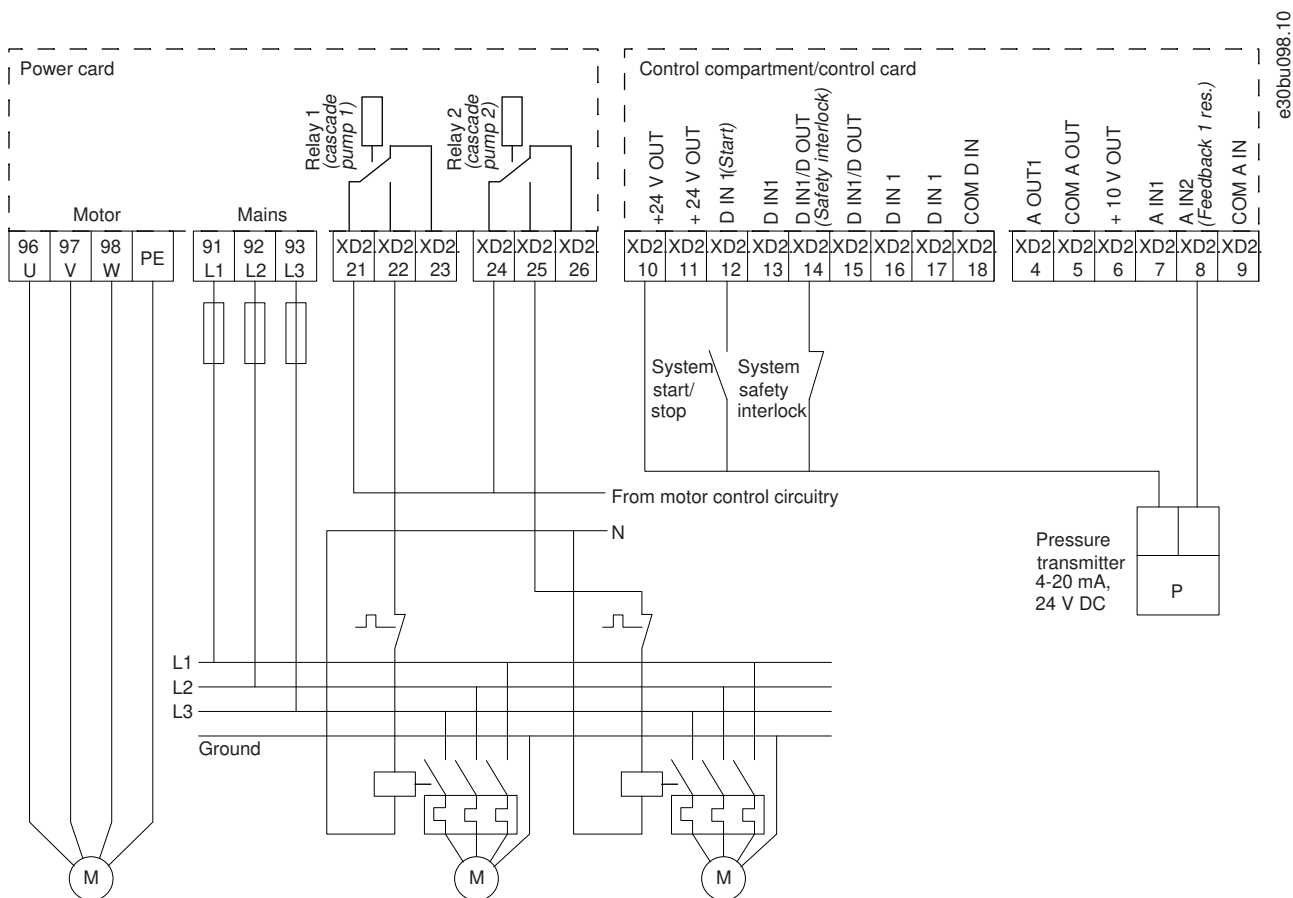 e30bu098.10
Power card
Relay 1
(cascade
pump 1)
Relay 2
(cascade
pump 2)
Motor
Mains
96
U
97
V
98
W
PE
91
L1
92
L2
93
L3
XD2.
21
XD2.
22
XD2.
23
XD2.
24
XD2.
25
XD2.
26
Control compartment/control card
+24 V OUT
+ 24 V OUT
D IN 1(Start)
D IN1
D IN1/D OUT
(Safety interlock)
D IN1/D OUT
D IN 1
D IN 1
COM D IN
A OUT1
COM A OUT
+ 10 V OUT
A IN1
A IN2
(Feedback 1 res.)
COM A IN
XD2.
10
XD2.
11
XD2.
12
XD2.
13
XD2.
14
XD2.
15
XD2.
16
XD2.
17
XD2.
18
XD2.
4
XD2.
5
XD2.
6
XD2.
7
XD2.
8
XD2.
9
System
start/
stop
System
safety
interlock
From motor control circuitry
N
Pressure
transmitter
4-20 mA,
24 V DC
P
L1
L2
L3
Ground
M
M
M